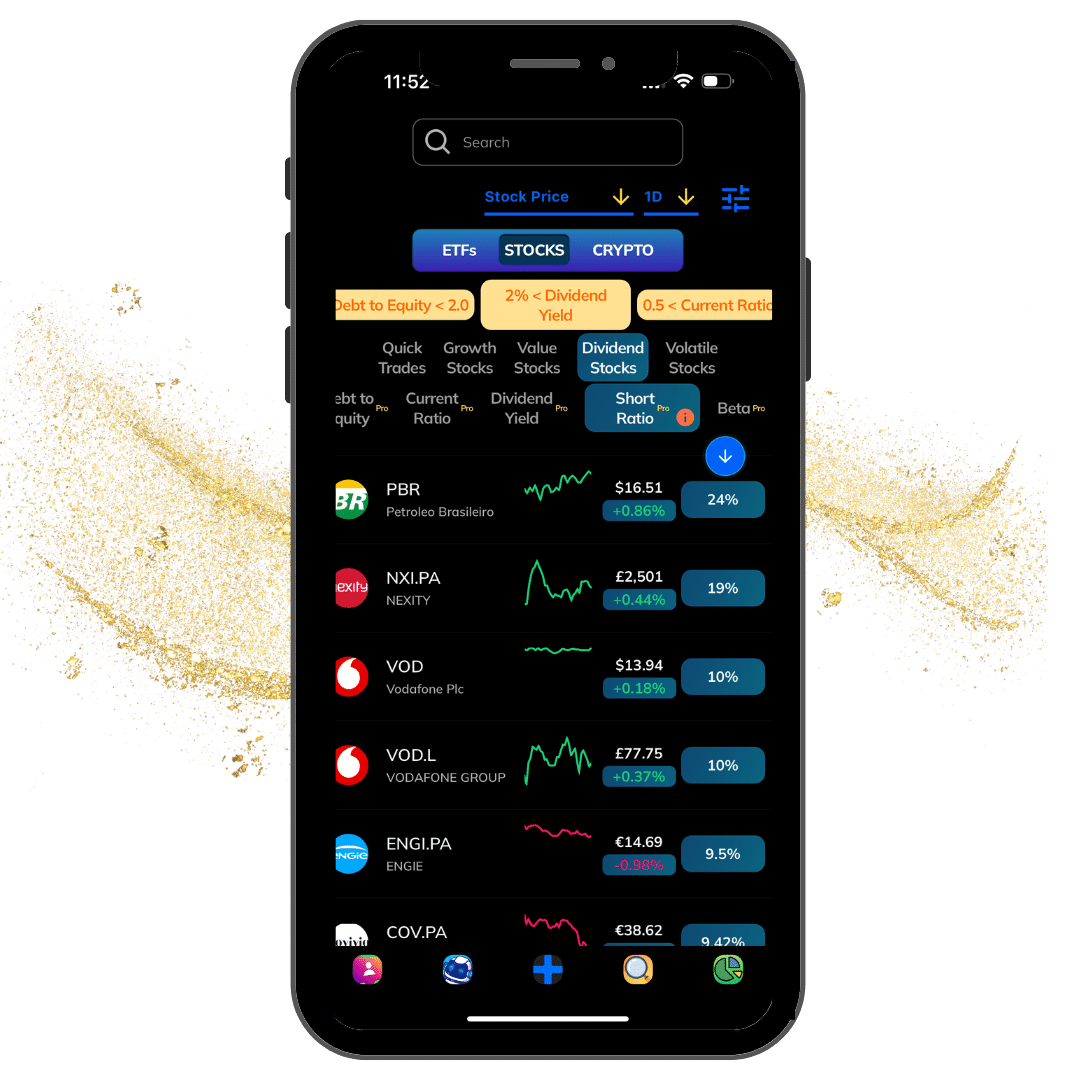 11:52
Search
Stock Price 1D
ETFs STOCKS CRYPTO
Debt to Equity < 2.0
2% < Dividend
Yield
0.5 < Current Ratio
Quick
Trades
Growth
Stocks
Value
Stocks
Dividend
Stocks
Volatile
Stocks
ebt to
quity
Pro
Current
Ratio
Pro
Dividend
Yield
Pro
Short
Ratio
Pro
i
Beta Pro
BR
PBR
Petroleo Brasileiro
$16.51
+0.86%
24%
nexity
NXI.PA
NEXITY
£2,501
+0.44%
19%
VOD
Vodafone Plc
$13.94
+0.18%
10%
VOD.L
VODAFONE GROUP
£77.75
+0.37%
10%
ENGIE
ENGI.PA
ENGIE
€14.69
-0.98%
9.5%
COV.PA
€38.62
9.42%